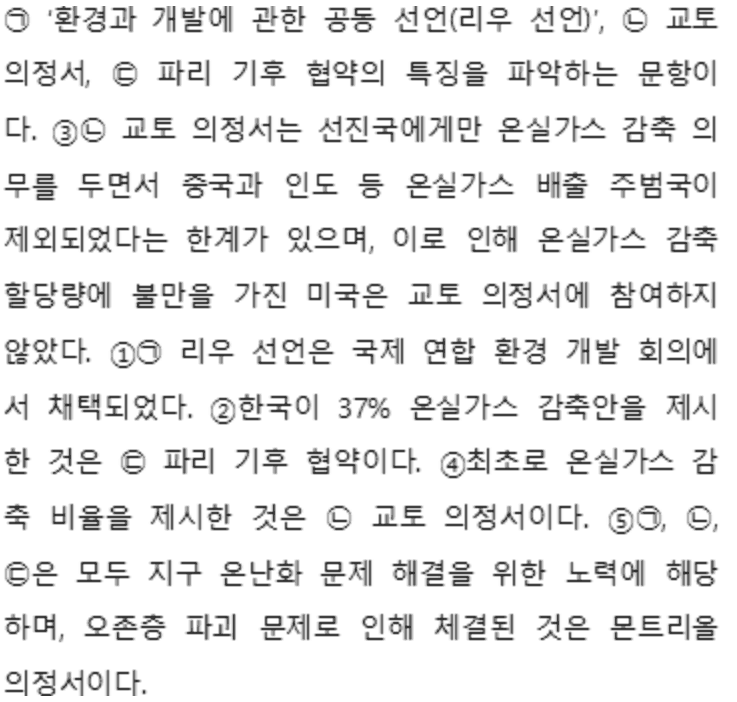 ㉠ ‘환경과 개발에 관한 공동 선언(리우 선언)’, ㉡ 교토
의정서, ㉢ 파리 기후 협약의 특징을 파악하는 문항이
다. ③㉡ 교토 의정서는 선진국에게만 온실가스 감축 의
무를 두면서 중국과 인도 등 온실가스 배출 주범국이
제외되었다는 한계가 있으며, 이로 인해 온실가스 감축
할당량에 불만을 가진 미국은 교토 의정서에 참여하지
않았다. ①㉠ 리우 선언은 국제 연합 환경 개발 회의에
서 채택되었다. ②한국이 37% 온실가스 감축안을 제시
한 것은 ㉢ 파리 기후 협약이다. ④최초로 온실가스 감
축 비율을 제시한 것은 ㉡ 교토 의정서이다. ⑤㉠, ㉡,
㉢은 모두 지구 온난화 문제 해결을 위한 노력에 해당
하며, 오존층 파괴 문제로 인해 체결된 것은 몬트리올
의정서이다.